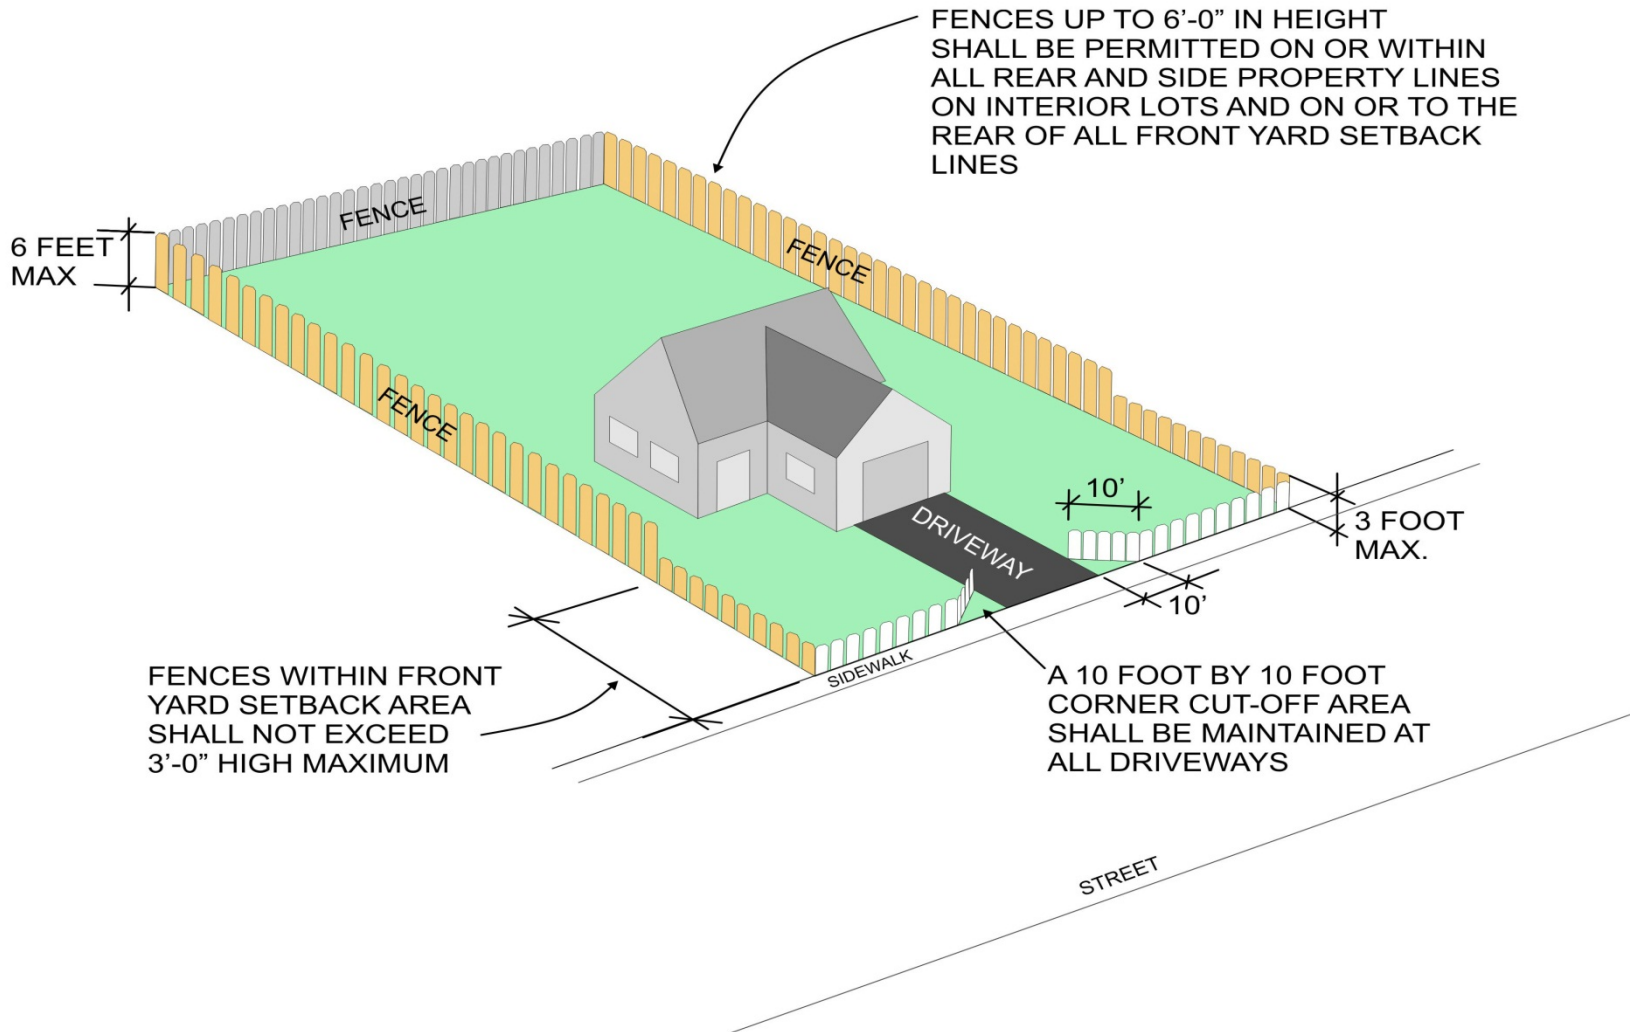 FENCES UP TO 6'-0” IN HEIGHT
SHALL BE PERMITTED ON OR WITHIN
ALL REAR AND SIDE PROPERTY LINES
ON INTERIOR LOTS AND ON OR TO THE
REAR OF ALL FRONT YARD SETBACK
LINES
FENCE
6 FEET
MAX
FENCE
FENCE
10’
DRIVEWAY
3 FOOT
MAX.
10’
SIDEWALK
FENCES WITHIN FRONT
YARD SETBACK AREA
SHALL NOT EXCEED
3’-0” HIGH MAXIMUM
A 10 FOOT BY 10 FOOT
CORNER CUT-OFF AREA
SHALL BE MAINTAINED AT
ALL DRIVEWAYS
STREET